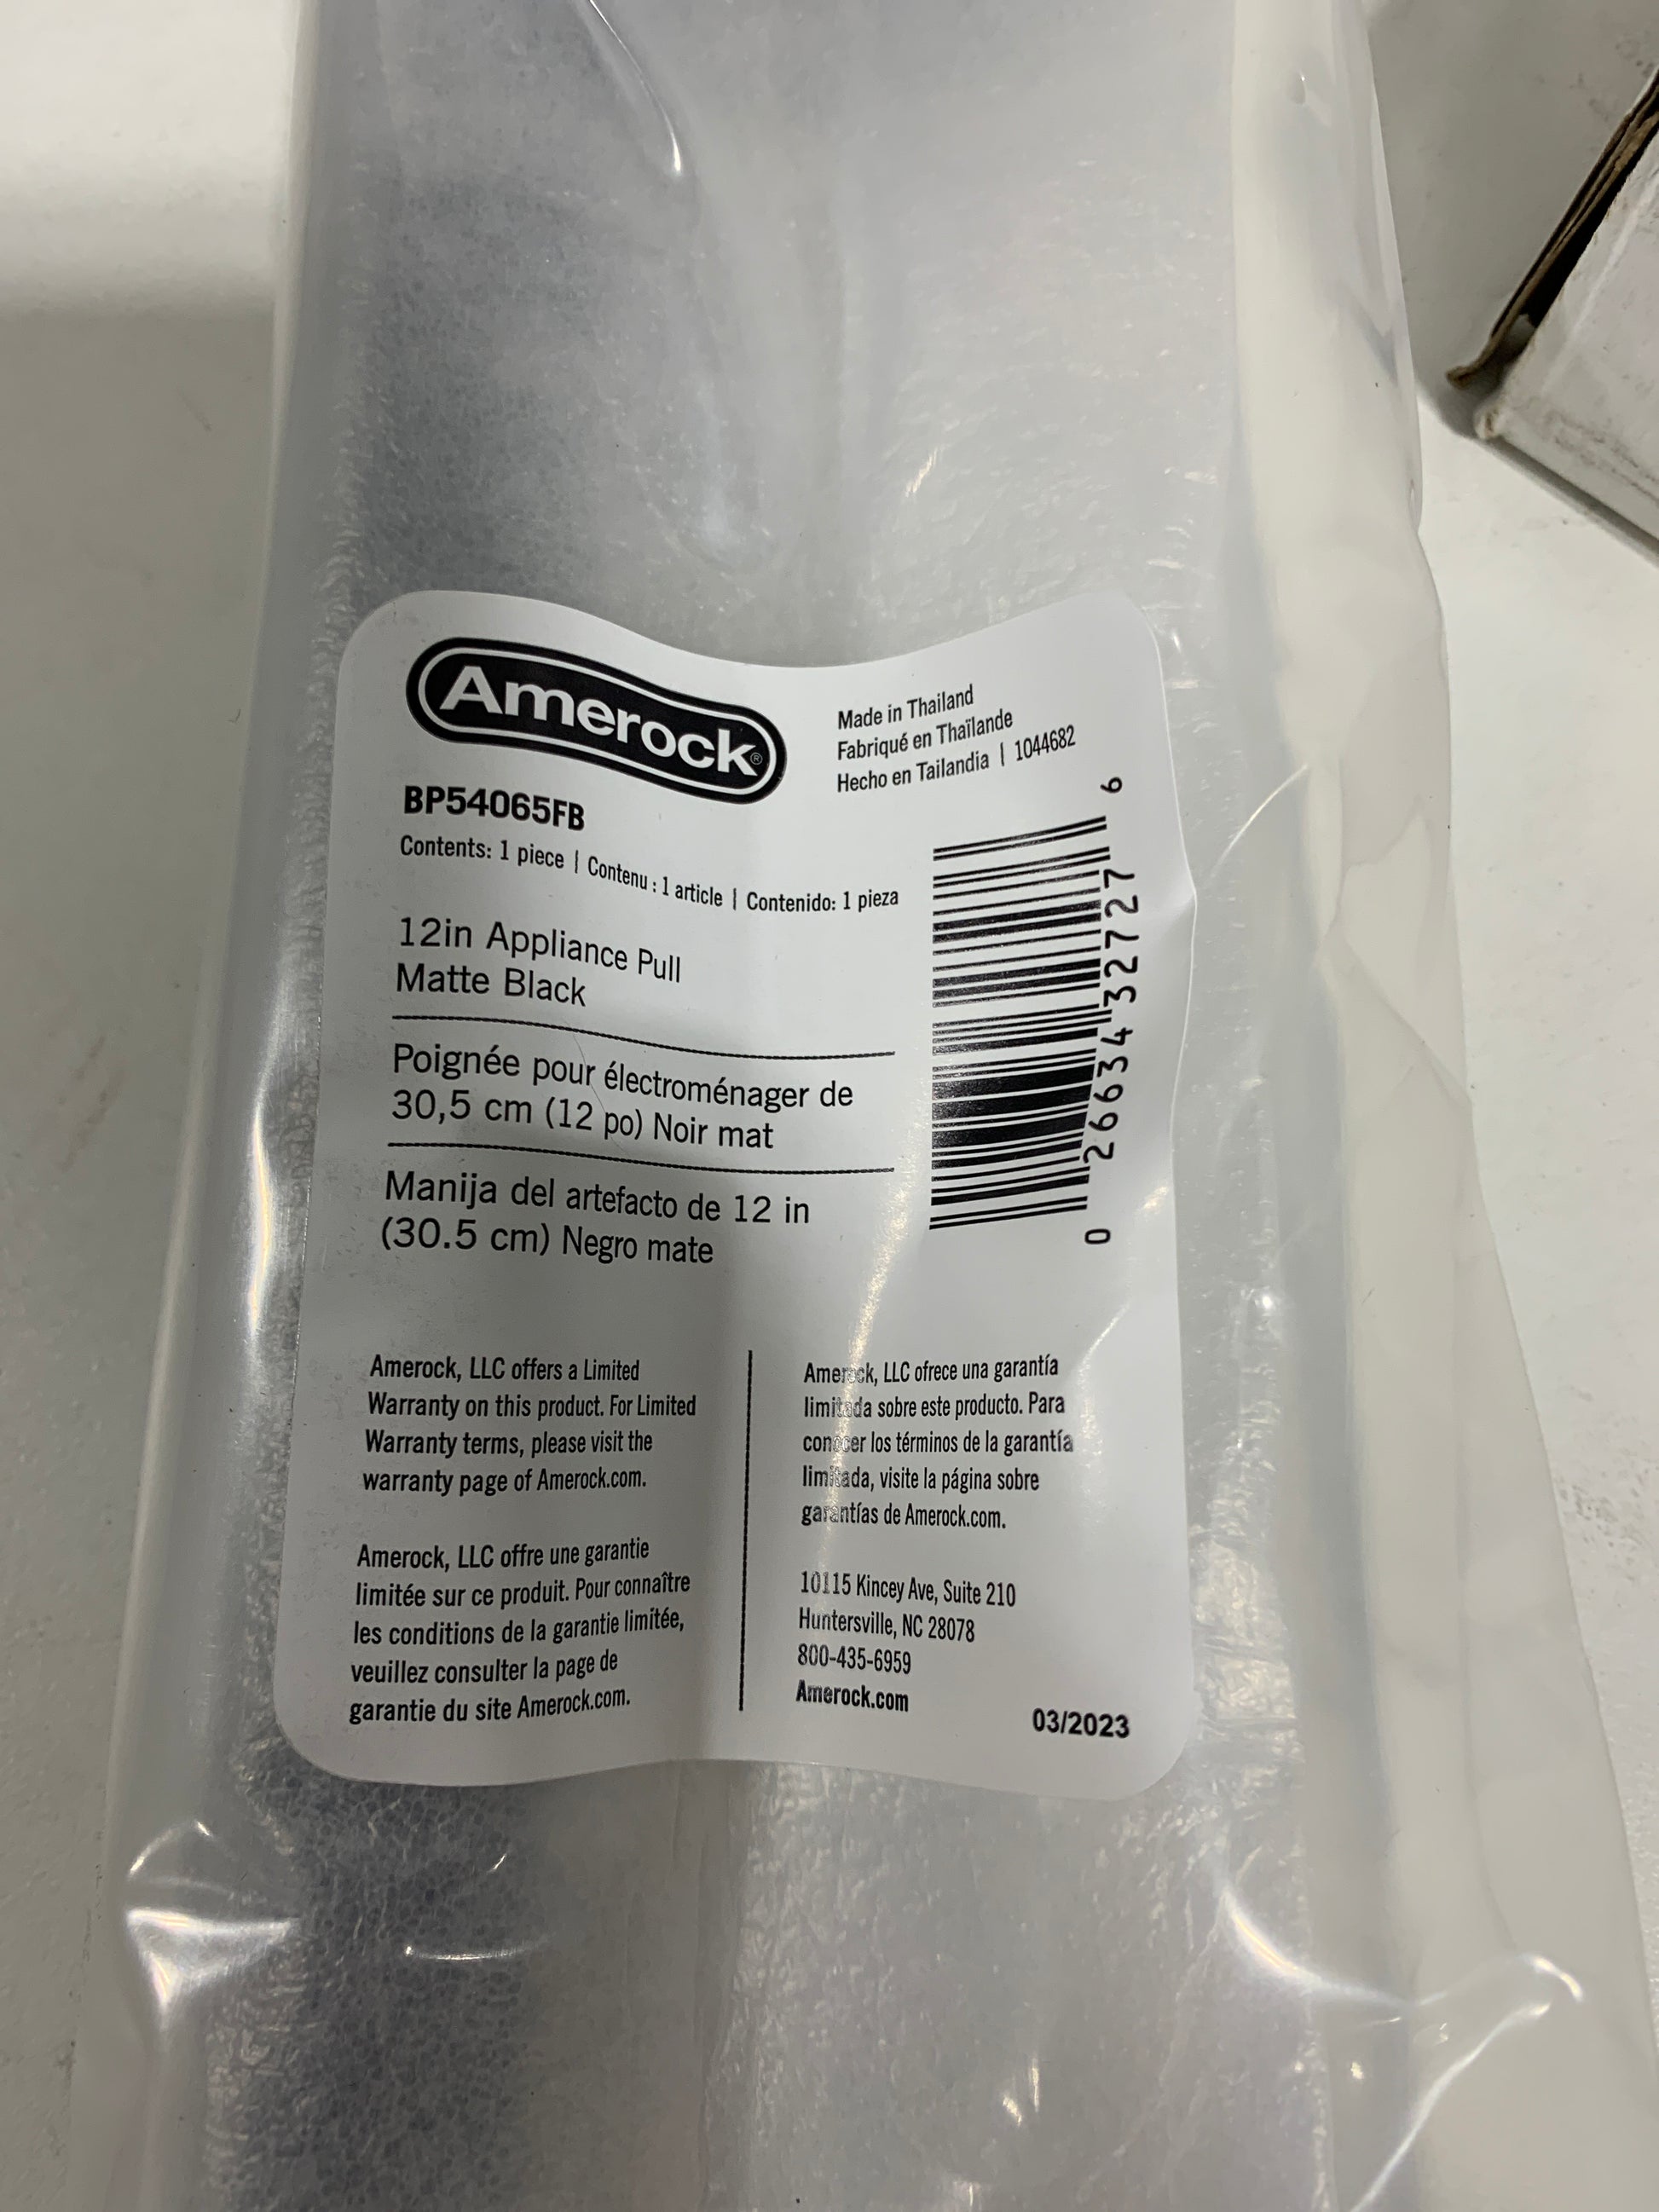 Amerock®
Made in Thailand
Fabriqué en Thaïlande
Hecho en Tailandia | 1044682
BP54065FB
Contents: 1 piece | Contenu : 1 article | Contenido: 1 pieza
12in Appliance Pull
Matte Black
Poignée pour électroménager de
30,5 cm (12 po) Noir mat
Manija del artefacto de 12 in
(30.5 cm) Negro mate
0 26634 32727 6
Amerock, LLC offers a Limited
Warranty on this product. For Limited
Warranty terms, please visit the
warranty page of Amerock.com.
Amerock, LLC offre une garantie
limitée sur ce produit. Pour connaître
les conditions de la garantie limitée,
veuillez consulter la page de
garantie du site Amerock.com.
Amerock, LLC ofrece una garantía
limitada sobre este producto. Para
conocer los términos de la garantía
limitada, visite la página sobre
garantías de Amerock.com.
10115 Kincey Ave, Suite 210
Huntersville, NC 28078
800-435-6959
Amerock.com
03/2023